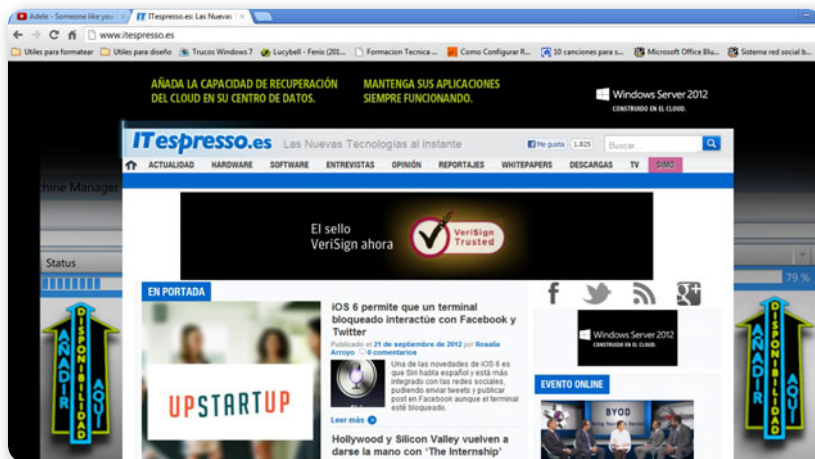 Adele - Someone like you
ITespresso.es: Las Nuevas T
www.itespresso.es
Utiles para formatear
Utiles para diseño
Trucos Windows 7
Lucybell - Fenix (201...
Formacion Tecnica ...
Como Configurar R...
10 canciones para s...
Microsoft Office Blu...
Sistema red social b...
AÑADA LA CAPACIDAD DE RECUPERACIÓN
DEL CLOUD EN SU CENTRO DE DATOS.
MANTENGA SUS APLICACIONES
SIEMPRE FUNCIONANDO.
Windows Server 2012
CONSTRUIDO EN EL CLOUD.
ITespresso.es
Las Nuevas Tecnologías al instante
Me gusta
1.825
Buscar...
ACTUALIDAD HARDWARE SOFTWARE ENTREVISTAS OPINIÓN REPORTAJES WHITEPAPERS DESCARGAS TV SIMO
hine Manager
Status
79 %
El sello
VeriSign ahora
VeriSign
Trusted
EN PORTADA
UPSTARTUP
iOS 6 permite que un terminal
bloqueado interactúe con Facebook y
Twitter
Publicado el 21 de septiembre de 2012 por Rosalía
Arroyo 6 comentarios
Una de las novedades de iOS 6 es
que Siri habla español y está más
integrado con las redes sociales,
pudiendo enviar tweets y publicar
post en Facebook aunque el terminal
esté bloqueado.
Leer más
Hollywood y Silicon Valley vuelven a
darse la mano con 'The Internship'
Windows Server 2012
CONSTRUIDO EN EL CLOUD.
EVENTO ONLINE
BYOD
AÑADIR
DISPONIBILIDAD
AQUÍ
AÑADIR
DISPONIBILIDAD
AQUÍ